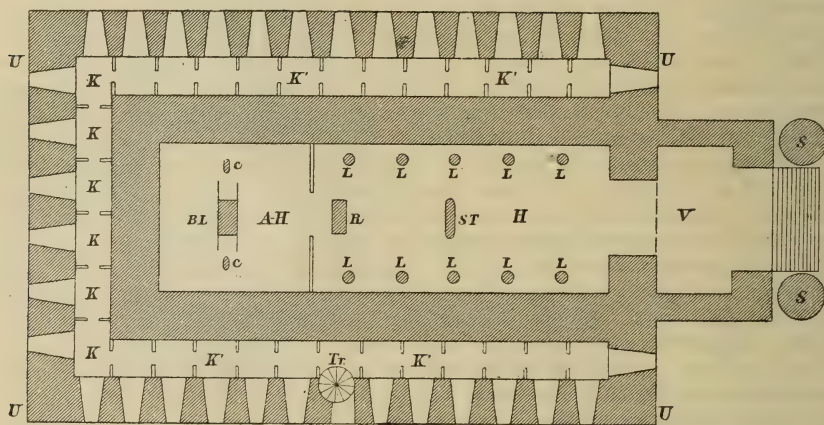 U U
K K' K'
S
K
C L L L L L
K
BL A-H R ST H V
K
C L L L L L
K
S
K K' Tr. K'
U U